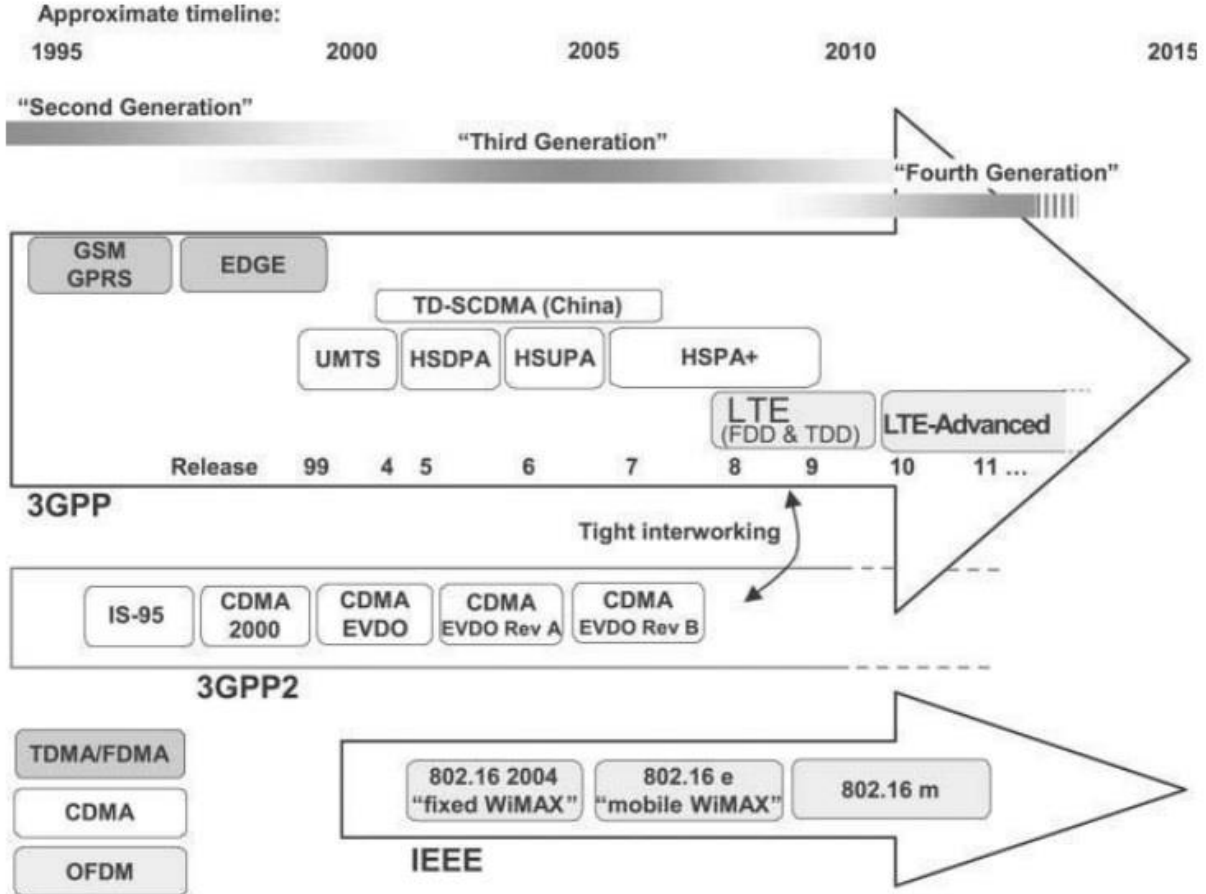 Approximate timeline:
1995 2000 2005 2010 2015
“Second Generation”
“Third Generation”
“Fourth Generation”
GSM
GPRS
EDGE
TD-SCDMA (China)
UMTS
HSDPA
HSUPA
HSPA+
LTE
(FDD & TDD)
LTE-Advanced
Release 99 4 5 6 7 8 9 10 11 ...
3GPP
Tight interworking
IS-95
CDMA
2000
CDMA
EVDO
CDMA
EVDO Rev A
CDMA
EVDO Rev B
3GPP2
TDMA/FDMA
CDMA
OFDM
802.16 2004
“fixed WiMAX”
802.16 e
“mobile WiMAX”
802.16 m
IEEE